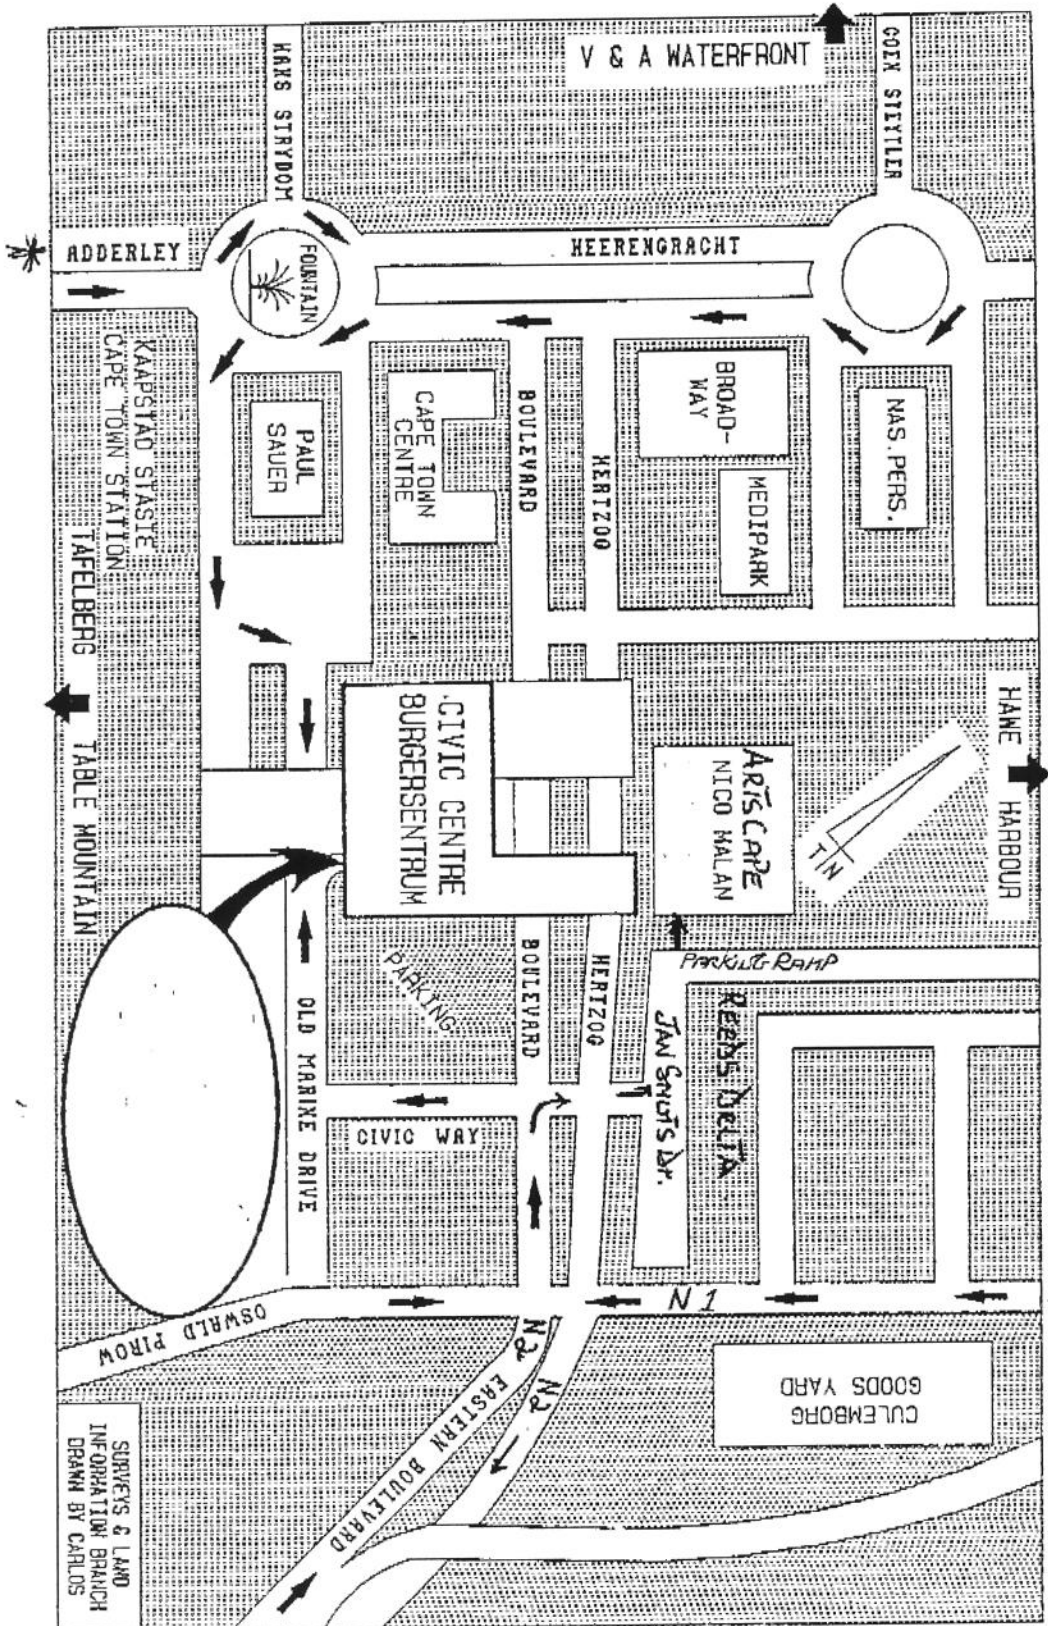 V & A WATERFRONT
HANS STRYDOM
COEN STEYTLER
ADDERLEY
HEERENGRACHT
FOUNTAIN
KAAPSTAD STASIE
CAPE TOWN STATION
PAUL
SAUER
CAPE TOWN
CENTRE
BOULEVARD
HERTZOG
BROAD-
WAY
MEDIPARK
NAS.PERS.
TAFELBERG
TABLE MOUNTAIN
CIVIC CENTRE
BURGERSENTRUM
ARTSCAPE
NICO MALAN
T/N
HAWE
HARBOUR
PARKING
BOULEVARD
HERTZOG
PARKING RAMP
REEDS DELTA
JAN SMUTS Dr.
OLD MARINE DRIVE
CIVIC WAY
N1
OSWALD PIROW
N2
N2
EASTERN BOULEVARD
CULEMBORG
GOODS YARD
SURVEYS & LAND
INFORMATION BRANCH
DRAWN BY CARLOS